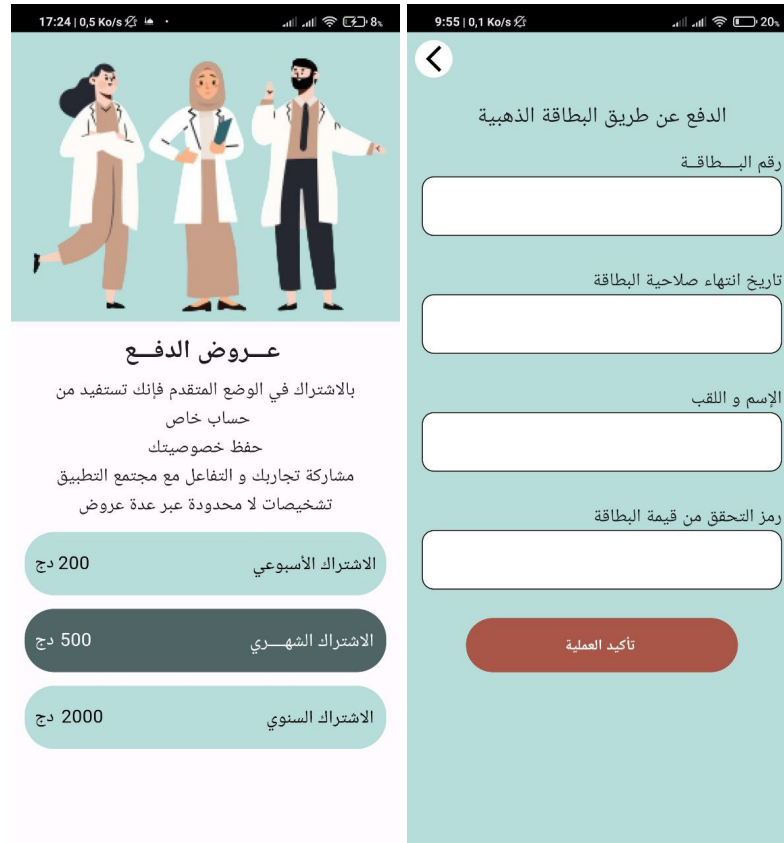 17:24 | 0,5 Ko/s
8%
عـــروض الدفـــع
بالاشتراك في الوضع المتقدم فإنك تستفيد من
حساب خاص
حفظ خصوصيتك
مشاركة تجاربك و التفاعل مع مجتمع التطبيق
تشخيصات لا محدودة عبر عدة عروض
الاشتراك الأسبوعي 200 دج
الاشتراك الشهـــري 500 دج
الاشتراك السنوي 2000 دج
9:55 | 0,1 Ko/s
20%
الدفع عن طريق البطاقة الذهبية
رقم البـــطاقــة
تاريخ انتهاء صلاحية البطاقة
الإسم و اللقب
رمز التحقق من قيمة البطاقة
تأكيد العملية